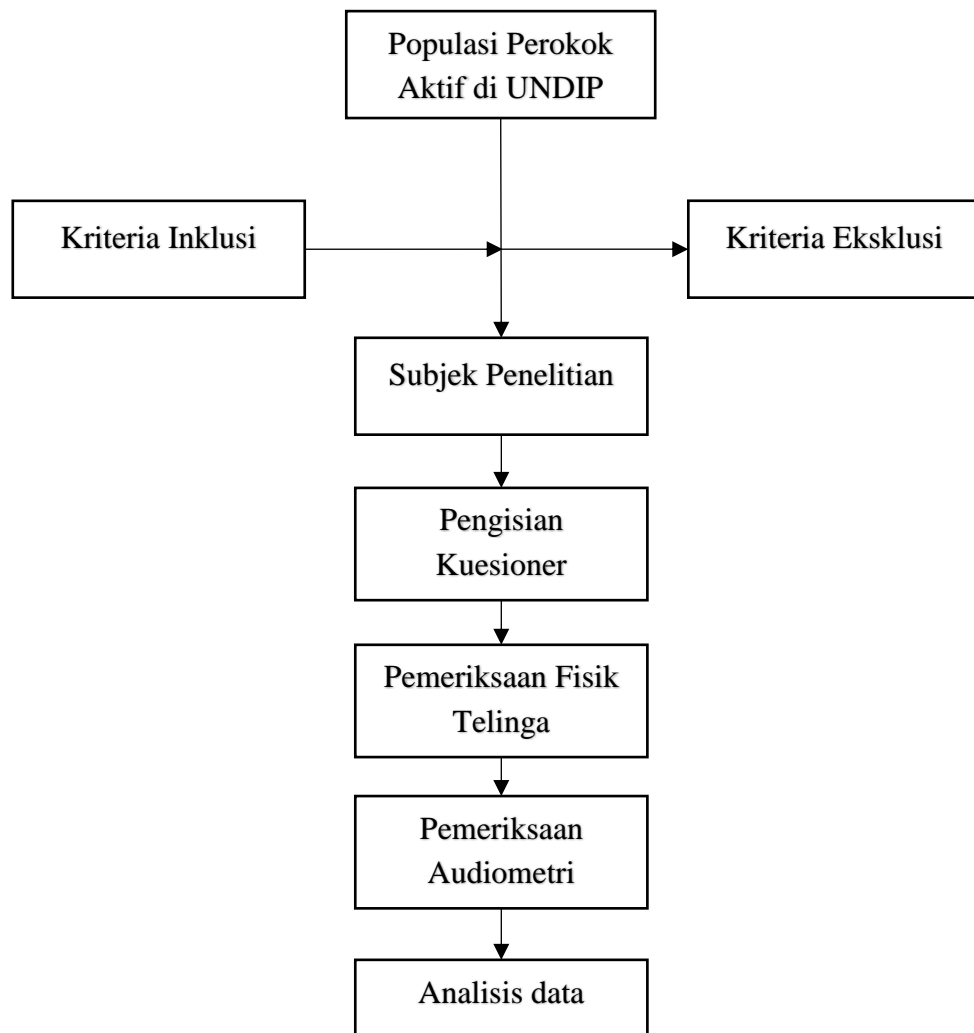 Populasi Perokok
Aktif di UNDIP
Kriteria Inklusi
Kriteria Eksklusi
Subjek Penelitian
Pengisian
Kuesioner
Pemeriksaan Fisik
Telinga
Pemeriksaan
Audiometri
Analisis data